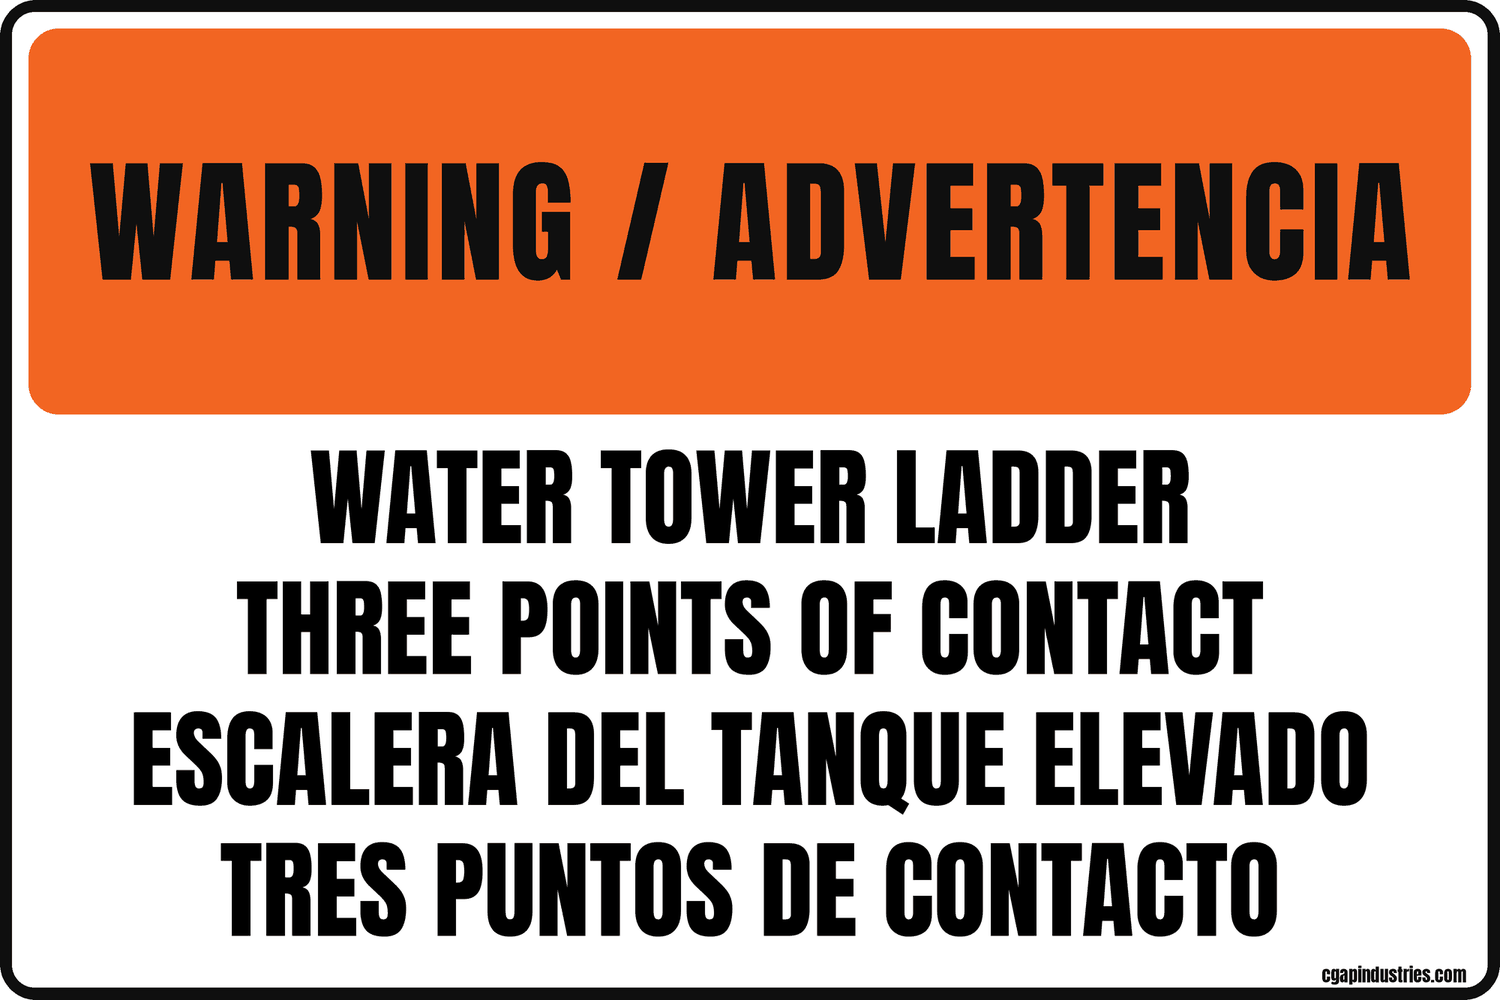 WARNING / ADVERTENCIA
WATER TOWER LADDER
THREE POINTS OF CONTACT
ESCALERA DEL TANQUE ELEVADO
TRES PUNTOS DE CONTACTO
cgapindustries.com